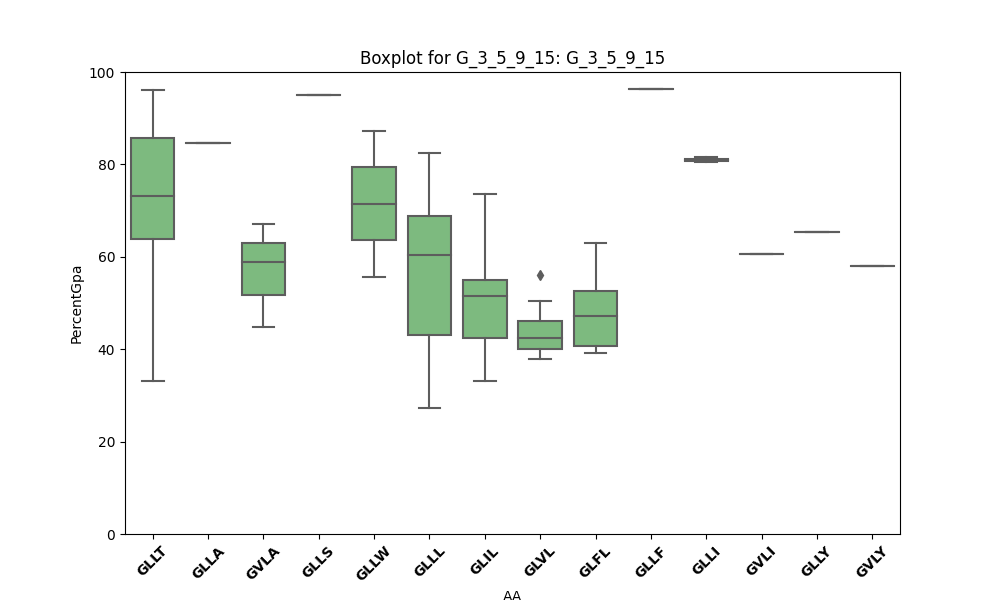 Boxplot for G_3_5_9_15: G_3_5_9_15
PercentGpa
100
80
60
40
20
0
GLLT GLLA GVLA GLLS GLLW GLLL GLIL GLVL GLFL GLLF GLLI GVLI GLLY GVLY
AA